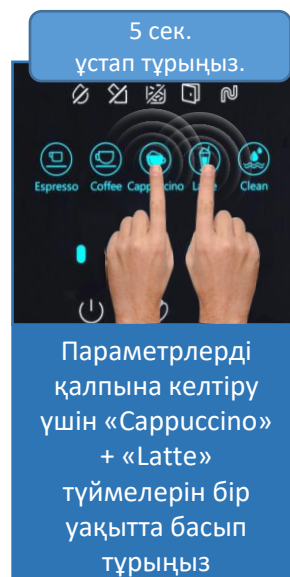 5 сек.
ұстап тұрыңыз.
Espresso Coffee Cappuccino Latte Clean
Параметрлерді
қалпына келтіру
үшін «Cappuccino»
+ «Latte»
түймелерін бір
уақытта басып
тұрыңыз